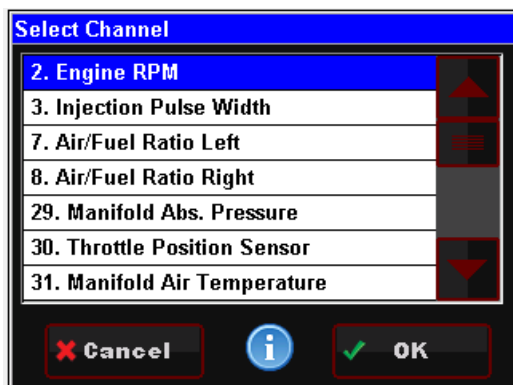 Select Channel
2. Engine RPM
3. Injection Pulse Width
7. Air/Fuel Ratio Left
8. Air/Fuel Ratio Right
29. Manifold Abs. Pressure
30. Throttle Position Sensor
31. Manifold Air Temperature
Cancel
i
OK